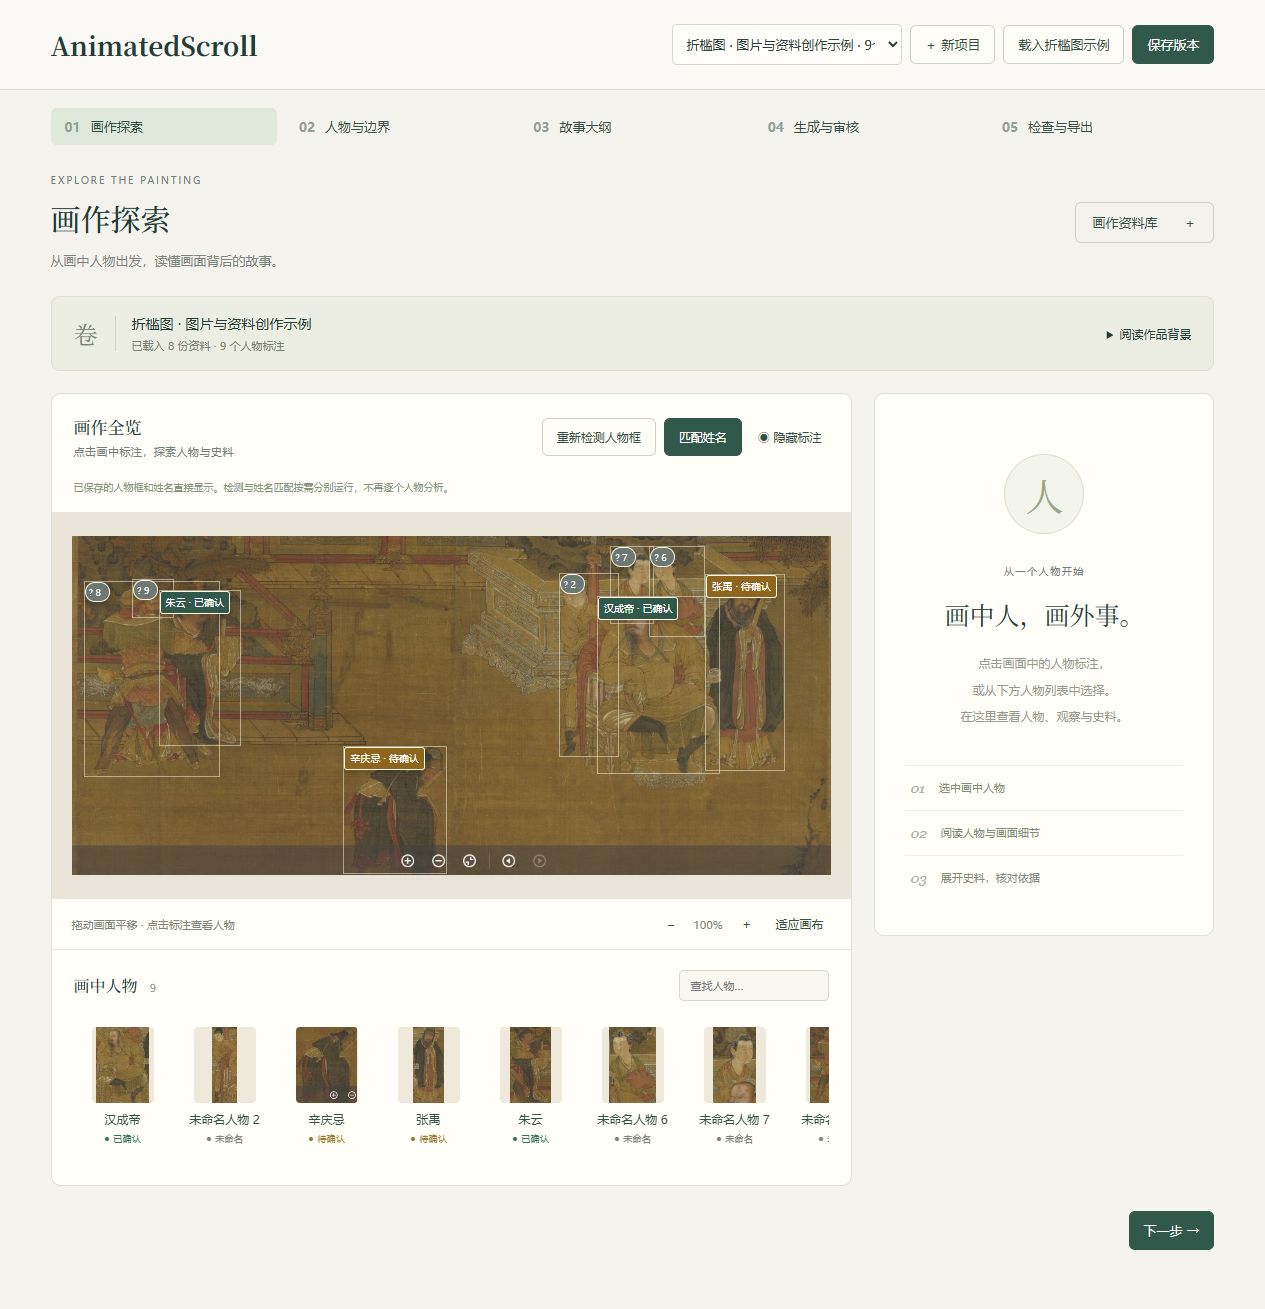 AnimatedScroll
折槛图 · 图片与资料创作示例 · 9
+ 新项目
载入折槛图示例
保存版本
01 画作探索
02 人物与边界
03 故事大纲
04 生成与审核
05 检查与导出
EXPLORE THE PAINTING
画作探索
画作资料库 +
从画中人物出发，读懂画面背后的故事。
卷
折槛图 · 图片与资料创作示例
已载入 8 份资料 · 9 个人物标注
▶ 阅读作品背景
画作全览
点击画中标注，探索人物与史料
重新检测人物框
匹配姓名
◉ 隐藏标注
已保存的人物框和姓名直接显示。检测与姓名匹配按需分别运行，不再逐个人物分析。
? 8
? 9
朱云 · 已确认
? 2
? 7
? 6
汉成帝 · 已确认
张禹 · 待确认
辛庆忌 · 待确认
拖动画面平移 · 点击标注查看人物
− 100% +
适应画布
画中人物 9
查找人物...
汉成帝
● 已确认
未命名人物 2
● 未命名
辛庆忌
● 待确认
张禹
● 待确认
朱云
● 已确认
未命名人物 6
● 未命名
未命名人物 7
● 未命名
未命名
人
从一个人物开始
画中人，画外事。
点击画面中的人物标注，
或从下方人物列表中选择。
在这里查看人物、观察与史料。
01 选中画中人物
02 阅读人物与画面细节
03 展开史料，核对依据
下一步 →